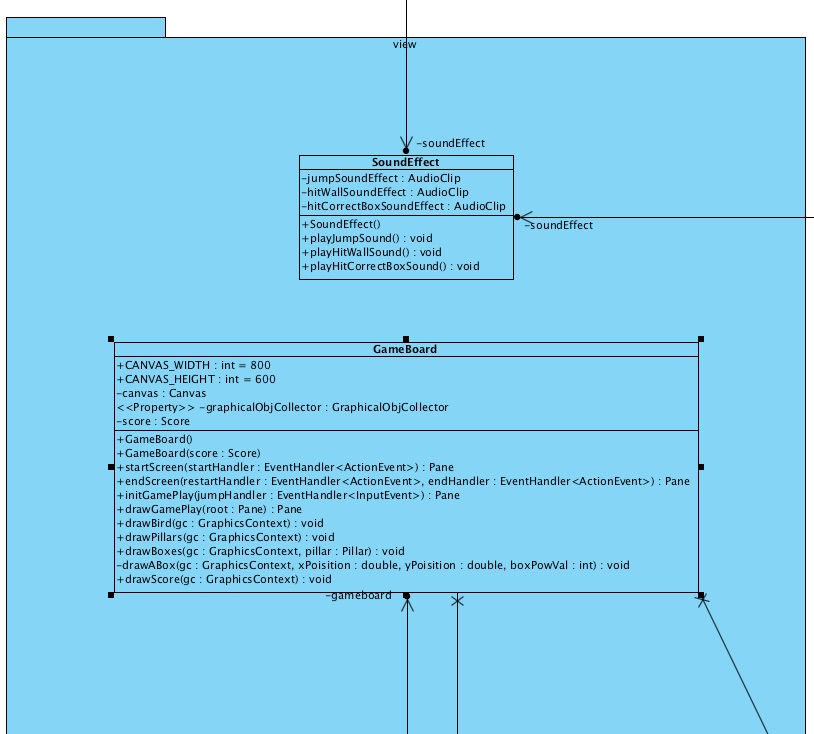 view
-soundEffect
SoundEffect
-jumpSoundEffect : AudioClip
-hitWallSoundEffect : AudioClip
-hitCorrectBoxSoundEffect : AudioClip
+SoundEffect()
+playJumpSound() : void
+playHitWallSound() : void
+playHitCorrectBoxSound() : void
-soundEffect
GameBoard
+CANVAS_WIDTH : int = 800
+CANVAS_HEIGHT : int = 600
-canvas : Canvas
<<Property>> -graphicalObjCollector : GraphicalObjCollector
-score : Score
+GameBoard()
+GameBoard(score : Score)
+startScreen(startHandler : EventHandler<ActionEvent>) : Pane
+endScreen(restartHandler : EventHandler<ActionEvent>, endHandler : EventHandler<ActionEvent>) : Pane
+initGamePlay(jumpHandler : EventHandler<InputEvent>) : Pane
+drawGamePlay(root : Pane) : Pane
+drawBird(gc : GraphicsContext) : void
+drawPillars(gc : GraphicsContext) : void
+drawBoxes(gc : GraphicsContext, pillar : Pillar) : void
-drawABox(gc : GraphicsContext, xPoisition : double, yPoisition : double, boxPowVal : int) : void
+drawScore(gc : GraphicsContext) : void
-gameboard